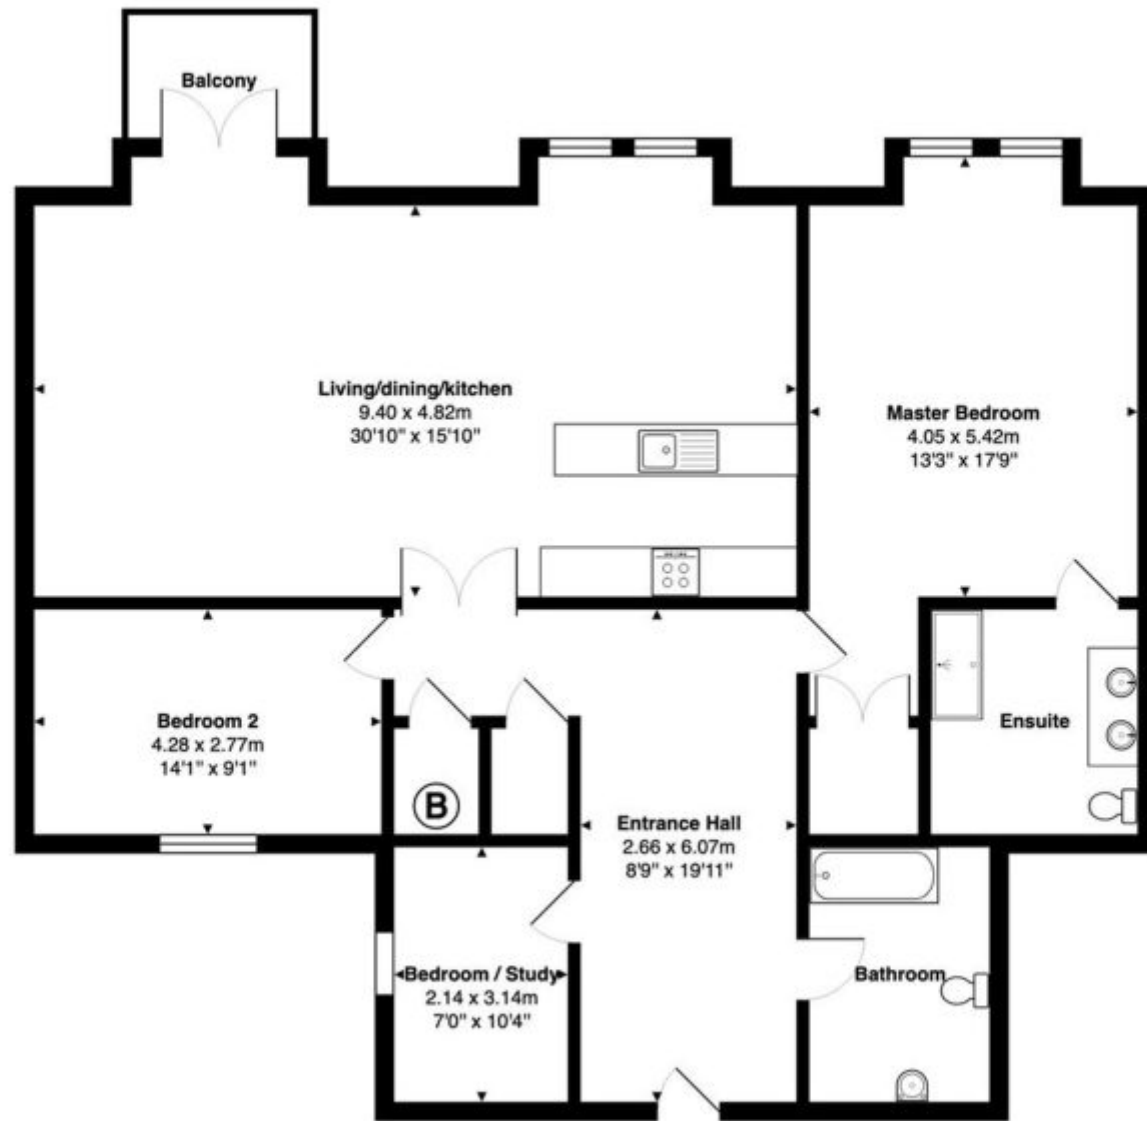 Balcony
Living/dining/kitchen
9.40 x 4.82m
30'10" x 15'10"
Master Bedroom
4.05 x 5.42m
13'3" x 17'9"
Bedroom 2
4.28 x 2.77m
14'1" x 9'1"
Ensuite
B
Entrance Hall
2.66 x 6.07m
8'9" x 19'11"
Bedroom / Study
2.14 x 3.14m
7'0" x 10'4"
Bathroom